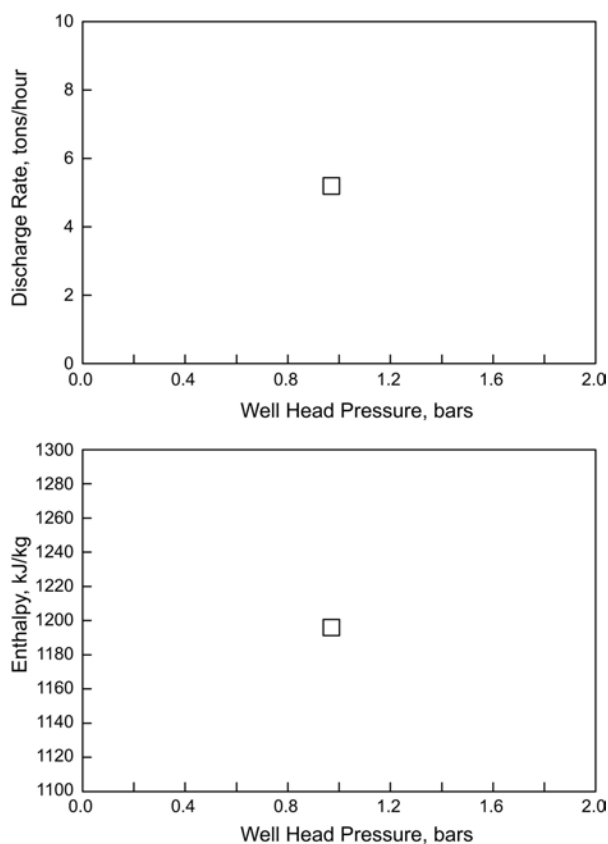 10
8
6
4
2
0
Discharge Rate, tons/hour
0.0 0.4 0.8 1.2 1.6 2.0
Well Head Pressure, bars
1300
1280
1260
1240
1220
1200
1180
1160
1140
1120
1100
Enthalpy, kJ/kg
0.0 0.4 0.8 1.2 1.6 2.0
Well Head Pressure, bars